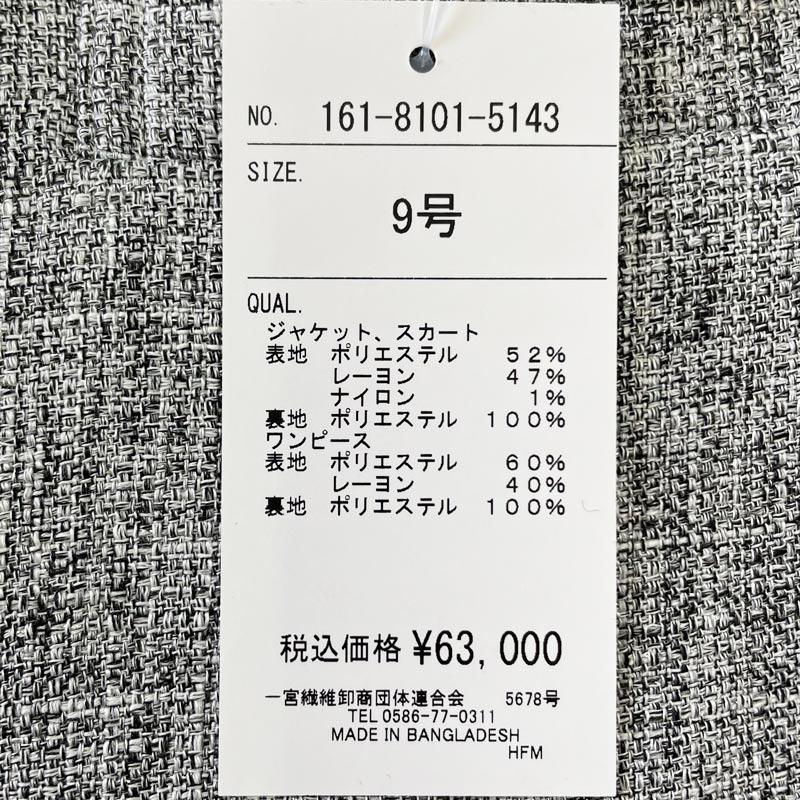 NO. 161-8101-5143
SIZE.
9号
QUAL.
ジャケット、スカート
表地 ポリエステル 52%
レーヨン 47%
ナイロン 1%
裏地 ポリエステル 100%
ワンピース
表地 ポリエステル 60%
レーヨン 40%
裏地 ポリエステル 100%
税込価格 ¥63,000
一宮繊維卸商団体連合会 5678号
TEL 0586-77-0311
MADE IN BANGLADESH
HFM